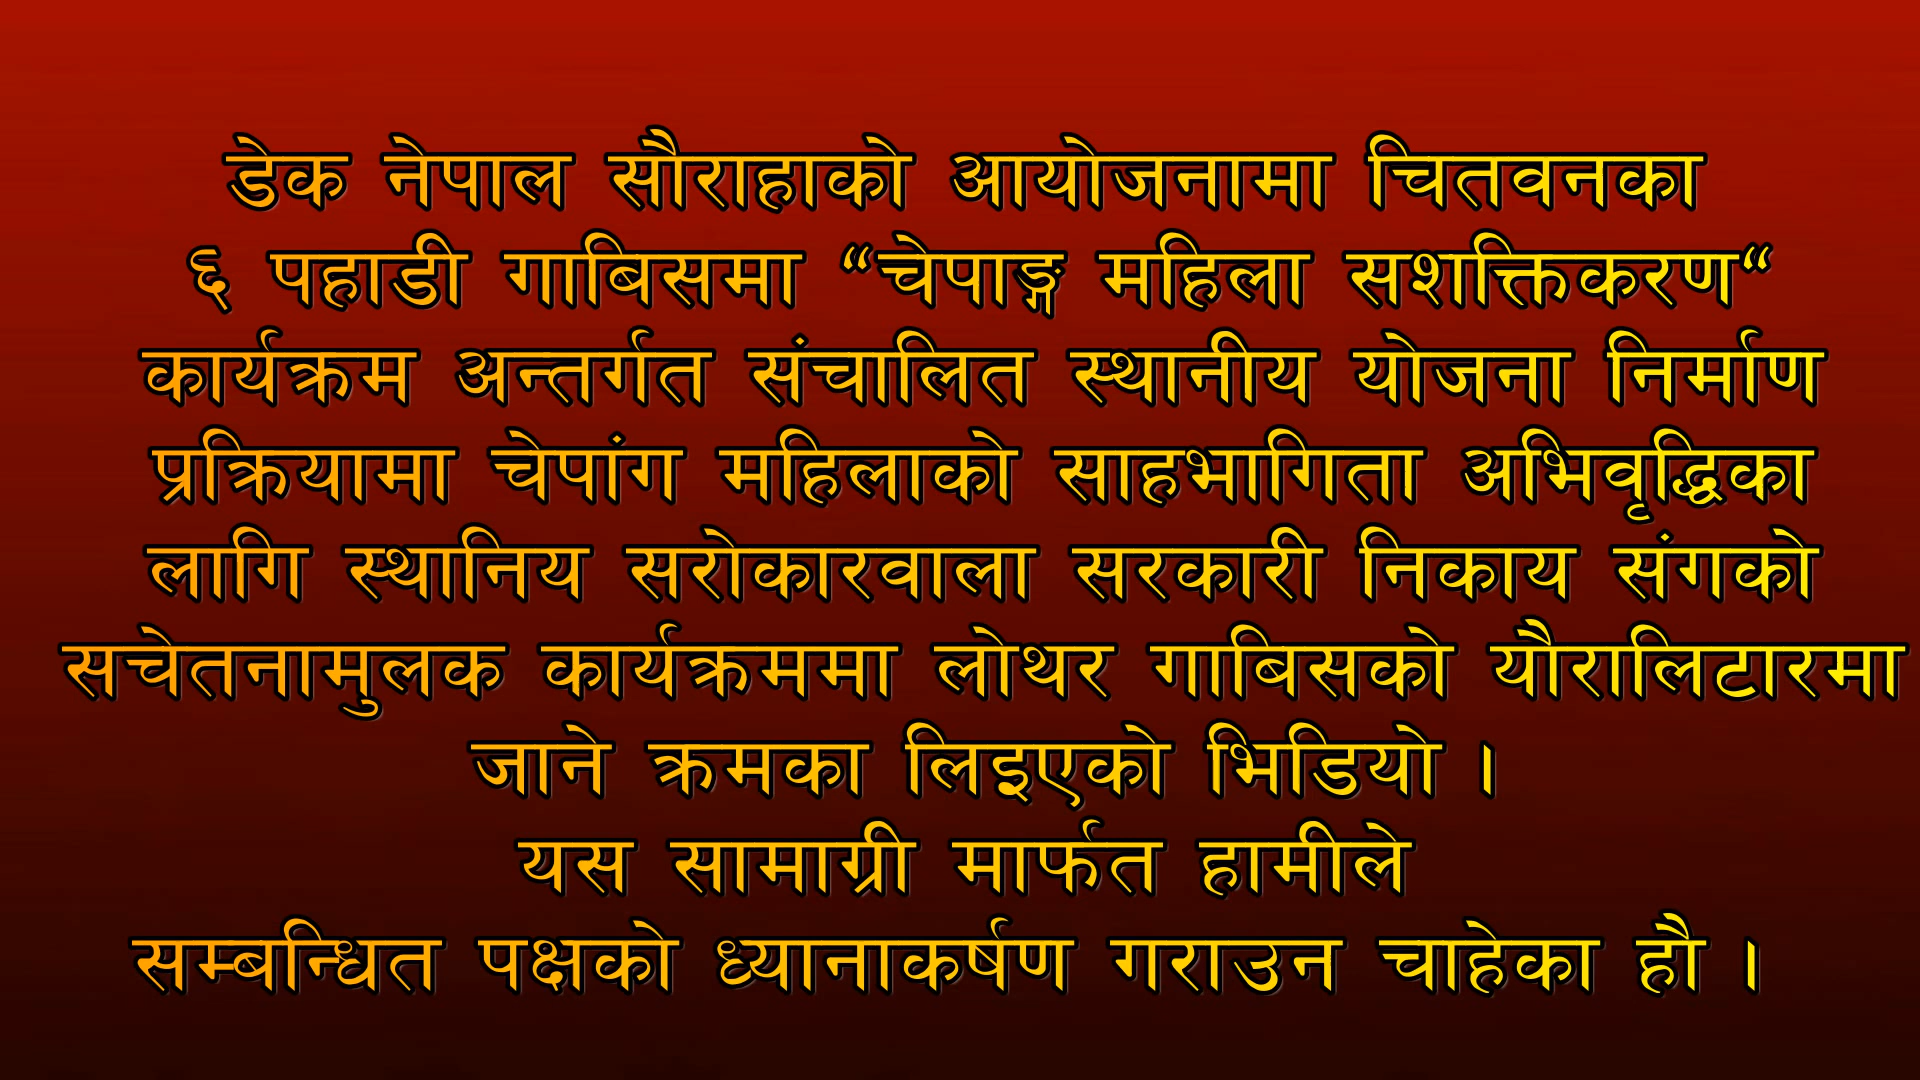 डेक नेपाल सौराहाको आयोजनामा चितवनका
६ पहाडी गाबिसमा “चेपाङ्ग महिला सशक्तिकरण“
कार्यक्रम अन्तर्गत संचालित स्थानीय योजना निर्माण
प्रक्रियामा चेपांग महिलाको साहभागिता अभिवृद्धिका
लागि स्थानिय सरोकारवाला सरकारी निकाय संगको
सचेतनामुलक कार्यक्रममा लोथर गाबिसको यौरालिटारमा
जाने क्रमका लिइएको भिडियो ।
यस सामाग्री मार्फत हामीले
सम्बन्धित पक्षको ध्यानाकर्षण गराउन चाहेका हौ ।